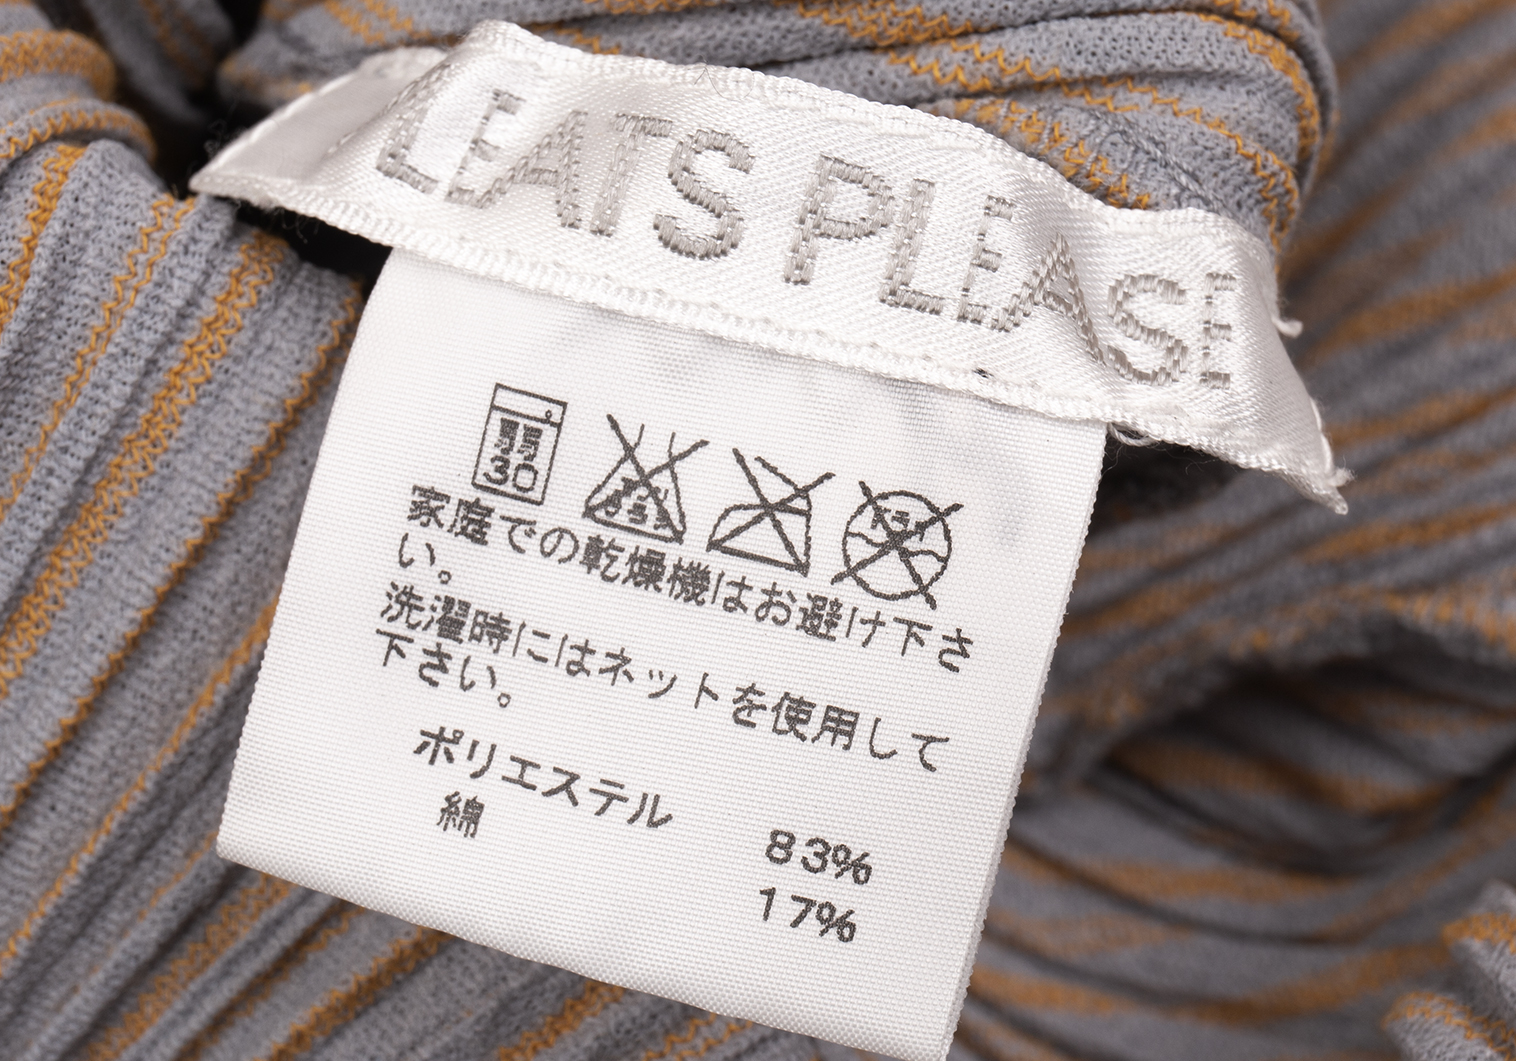 LEATS PLEASE
弱
30
家庭での乾燥機はお避け下さ
い。
洗濯時にはネットを使用して
下さい。
ポリエステル 83%
綿 17%